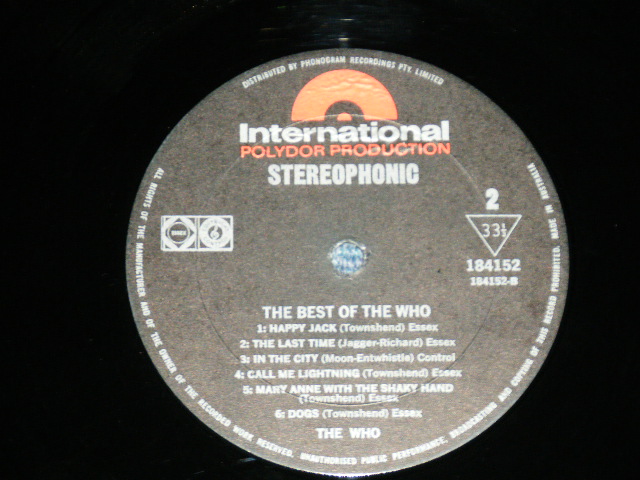 DISTRIBUTED BY PHONOGRAM RECORDINGS PTY. LIMITED
International
POLYDOR PRODUCTION
STEREOPHONIC
2
33⅓
184152
184152-B
THE BEST OF THE WHO
1: HAPPY JACK (Townshend) Essex
2: THE LAST TIME (Jagger-Richard) Essex
3: IN THE CITY (Moon-Entwhistle) Control
4: CALL ME LIGHTNING (Townshend) Essex
5: MARY ANNE WITH THE SHAKY HAND
(Townshend) Essex
6: DOGS (Townshend) Essex
THE WHO
ALL RIGHTS OF THE MANUFACTURER AND OF THE OWNER OF THE RECORDED WORK RESERVED. UNAUTHORISED PUBLIC PERFORMANCE, BROADCASTING AND COPYING OF THIS RECORD PROHIBITED. MADE IN AUSTRALIA